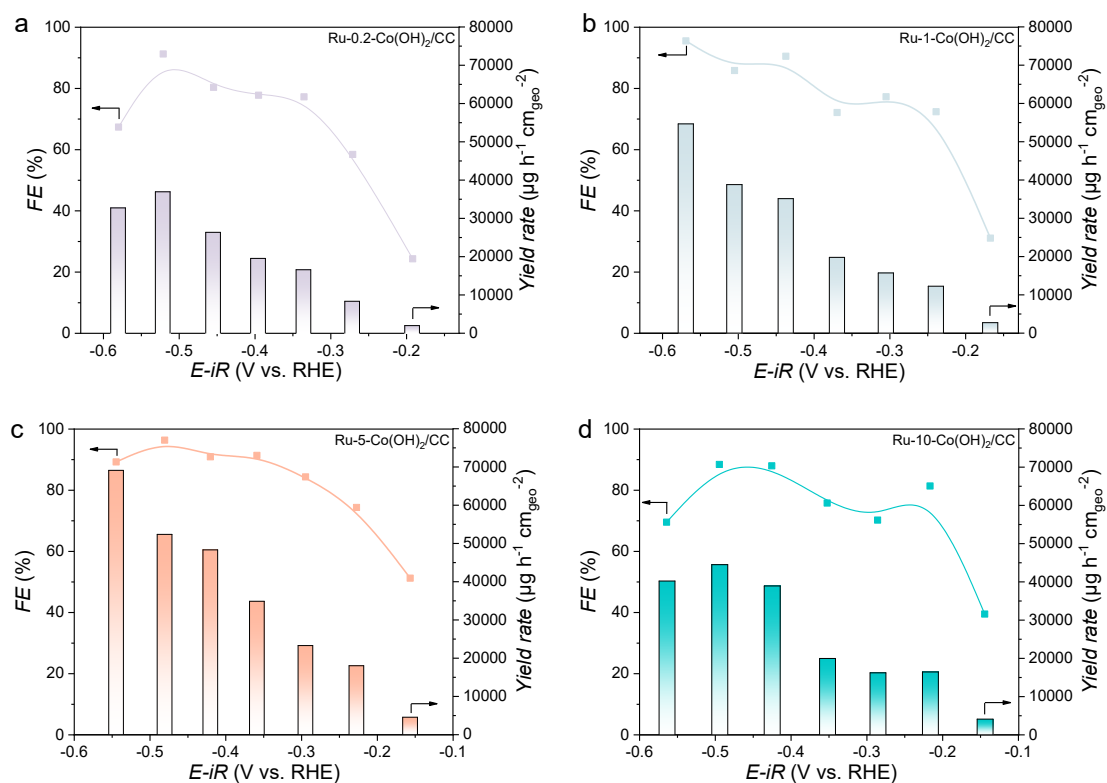 a
Ru-0.2-Co(OH)₂/CC
100
80
60
40
20
0
FE (%)
80000
70000
60000
50000
40000
30000
20000
10000
0
Yield rate (µg h⁻¹ cm_geo⁻²)
-0.6 -0.5 -0.4 -0.3 -0.2
E-iR (V vs. RHE)
b
Ru-1-Co(OH)₂/CC
100
80
60
40
20
0
FE (%)
80000
70000
60000
50000
40000
30000
20000
10000
0
Yield rate (µg h⁻¹ cm_geo⁻²)
-0.6 -0.5 -0.4 -0.3 -0.2
E-iR (V vs. RHE)
c
Ru-5-Co(OH)₂/CC
100
80
60
40
20
0
FE (%)
80000
70000
60000
50000
40000
30000
20000
10000
0
Yield rate (µg h⁻¹ cm_geo⁻²)
-0.6 -0.5 -0.4 -0.3 -0.2 -0.1
E-iR (V vs. RHE)
d
Ru-10-Co(OH)₂/CC
100
80
60
40
20
0
FE (%)
80000
70000
60000
50000
40000
30000
20000
10000
0
Yield rate (µg h⁻¹ cm_geo⁻²)
-0.6 -0.5 -0.4 -0.3 -0.2 -0.1
E-iR (V vs. RHE)